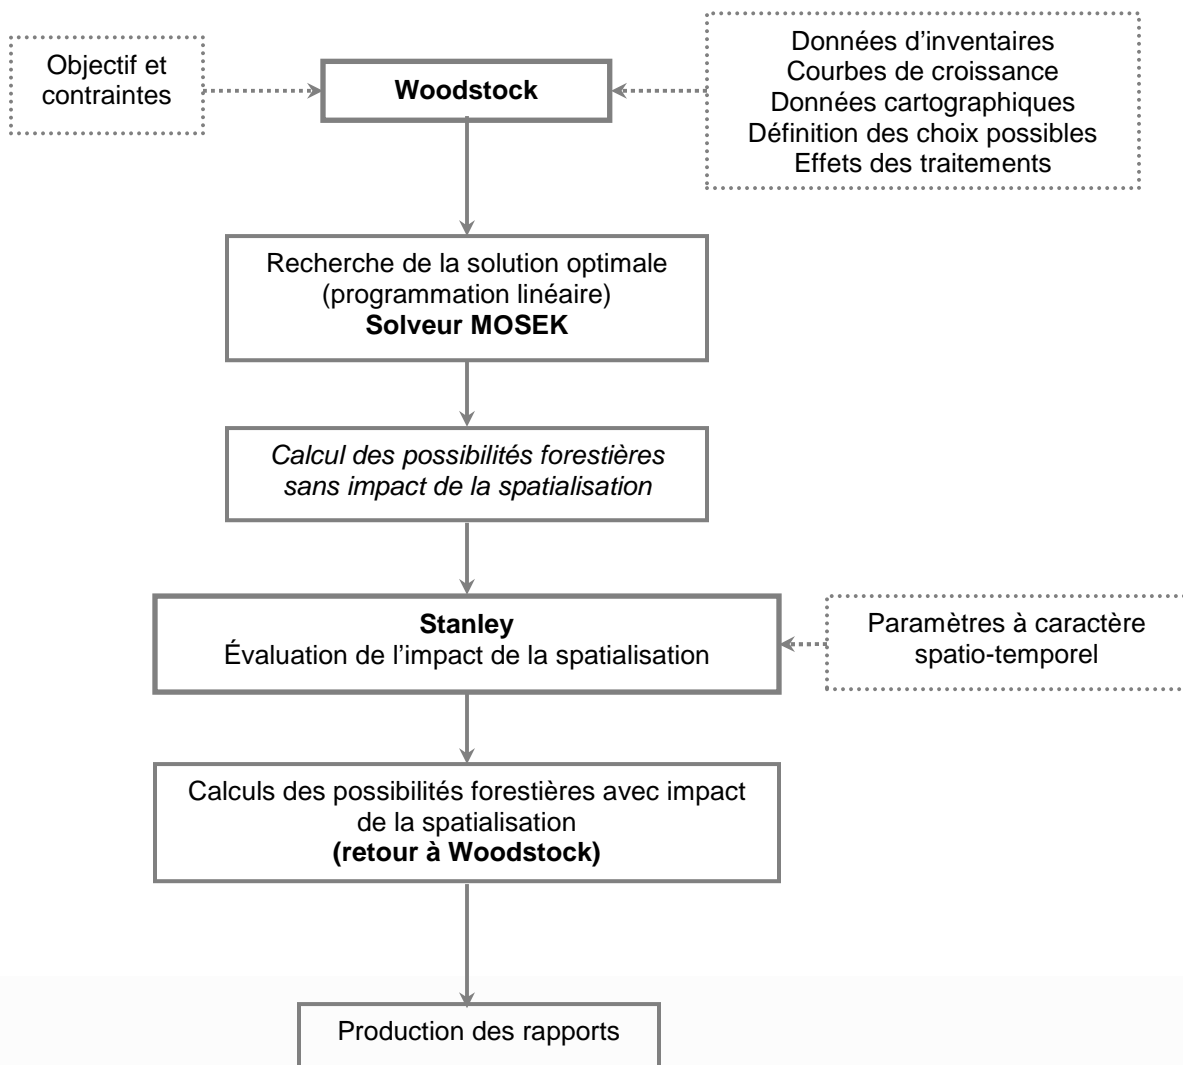 Objectif et
contraintes
Woodstock
Données d’inventaires
Courbes de croissance
Données cartographiques
Définition des choix possibles
Effets des traitements
Recherche de la solution optimale
(programmation linéaire)
Solveur MOSEK
Calcul des possibilités forestières
sans impact de la spatialisation
Stanley
Évaluation de l’impact de la spatialisation
Paramètres à caractère
spatio-temporel
Calculs des possibilités forestières avec impact
de la spatialisation
(retour à Woodstock)
Production des rapports